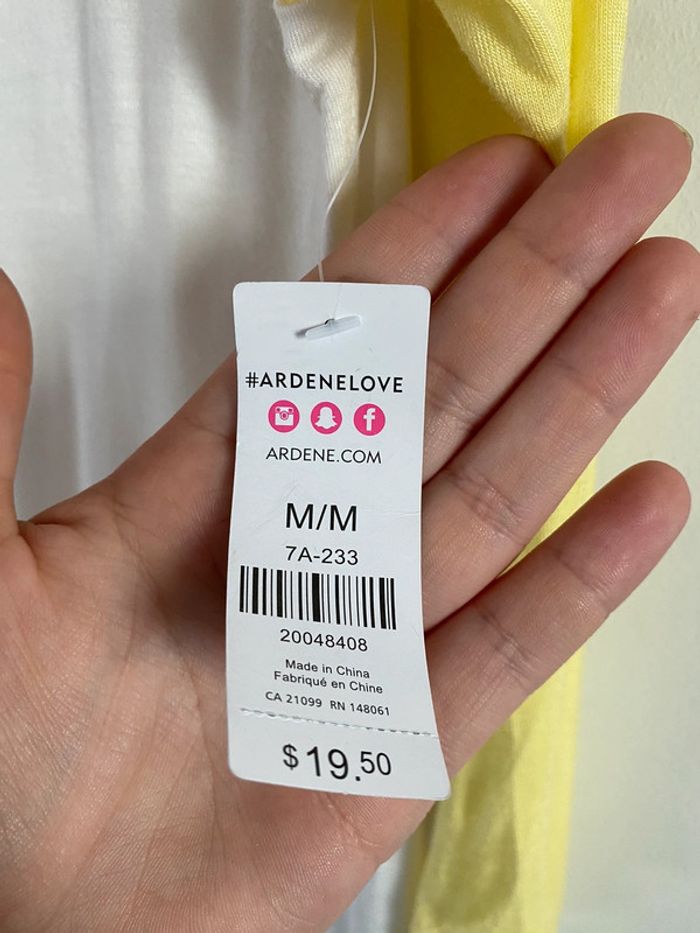 #ARDENELOVE
ARDENE.COM
M/M
7A-233
20048408
Made in China
Fabriqué en Chine
CA 21099 RN 148061
$19.50